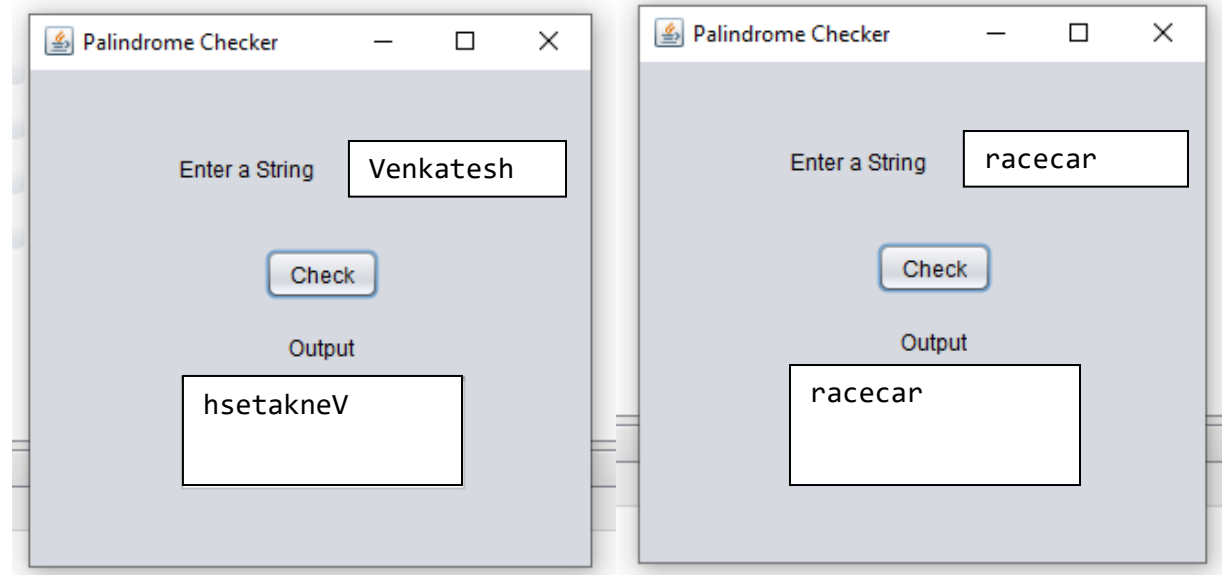 Palindrome Checker
Enter a String Venkatesh
Check
Output
hsetakneV
Palindrome Checker
Enter a String racecar
Check
Output
racecar